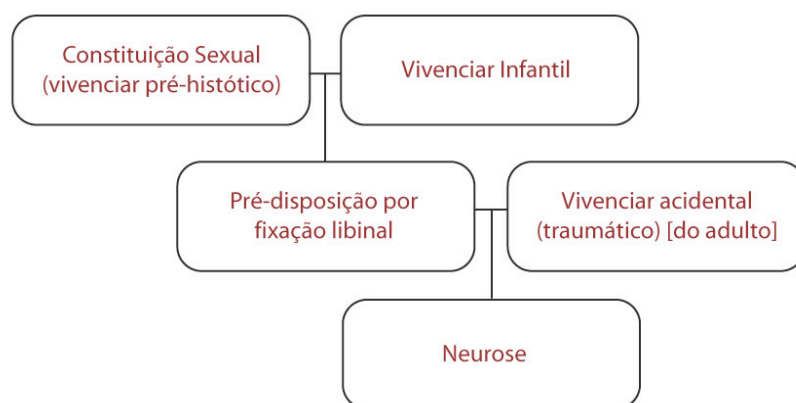 Constituição Sexual
(vivenciar pré-histótico)
Vivenciar Infantil
Pré-disposição por
fixação libinal
Vivenciar acidental
(traumático) [do adulto]
Neurose